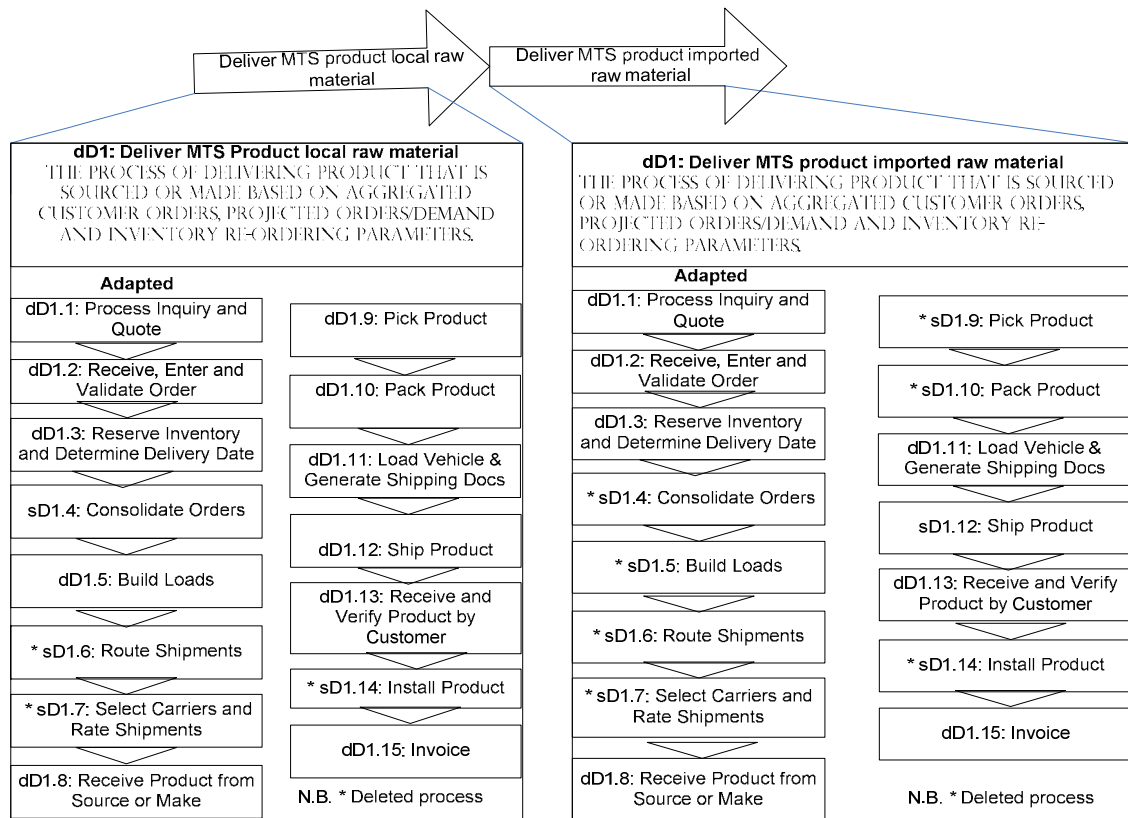 Deliver MTS product local raw
material
Deliver MTS product imported
raw material
dD1: Deliver MTS Product local raw material
THE PROCESS OF DELIVERING PRODUCT THAT IS
SOURCED OR MADE BASED ON AGGREGATED
CUSTOMER ORDERS, PROJECTED ORDERS/DEMAND
AND INVENTORY RE-ORDERING PARAMETERS.
Adapted
dD1.1: Process Inquiry and
Quote
dD1.2: Receive, Enter and
Validate Order
dD1.3: Reserve Inventory
and Determine Delivery Date
sD1.4: Consolidate Orders
dD1.5: Build Loads
* sD1.6: Route Shipments
* sD1.7: Select Carriers and
Rate Shipments
dD1.8: Receive Product from
Source or Make
dD1.9: Pick Product
dD1.10: Pack Product
dD1.11: Load Vehicle &
Generate Shipping Docs
dD1.12: Ship Product
dD1.13: Receive and
Verify Product by
Customer
* sD1.14: Install Product
dD1.15: Invoice
N.B. * Deleted process
dD1: Deliver MTS product imported raw material
THE PROCESS OF DELIVERING PRODUCT THAT IS SOURCED
OR MADE BASED ON AGGREGATED CUSTOMER ORDERS,
PROJECTED ORDERS/DEMAND AND INVENTORY RE-
ORDERING PARAMETERS.
Adapted
dD1.1: Process Inquiry and
Quote
dD1.2: Receive, Enter and
Validate Order
dD1.3: Reserve Inventory
and Determine Delivery Date
* sD1.4: Consolidate Orders
* sD1.5: Build Loads
* sD1.6: Route Shipments
* sD1.7: Select Carriers and
Rate Shipments
dD1.8: Receive Product from
Source or Make
* sD1.9: Pick Product
* sD1.10: Pack Product
dD1.11: Load Vehicle &
Generate Shipping Docs
sD1.12: Ship Product
dD1.13: Receive and Verify
Product by Customer
* sD1.14: Install Product
dD1.15: Invoice
N.B. * Deleted process